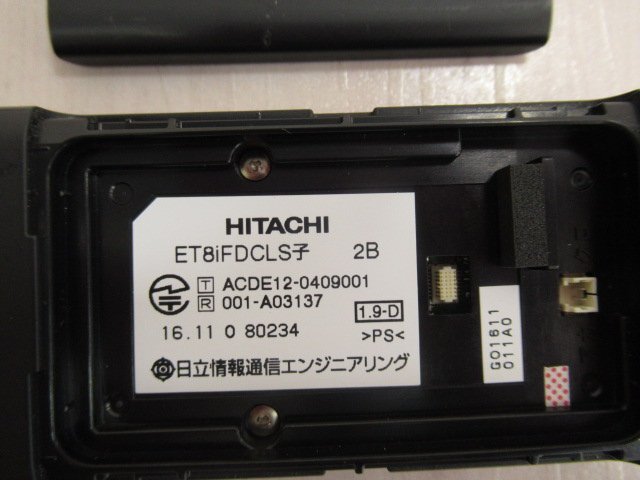 HITACHI
ET8iFDCLS子 2B
T ACDE12-0409001
R 001-A03137
1.9-D
16.11 0 80234 >PS<
日立情報通信エンジニアリング
G01611
011A0